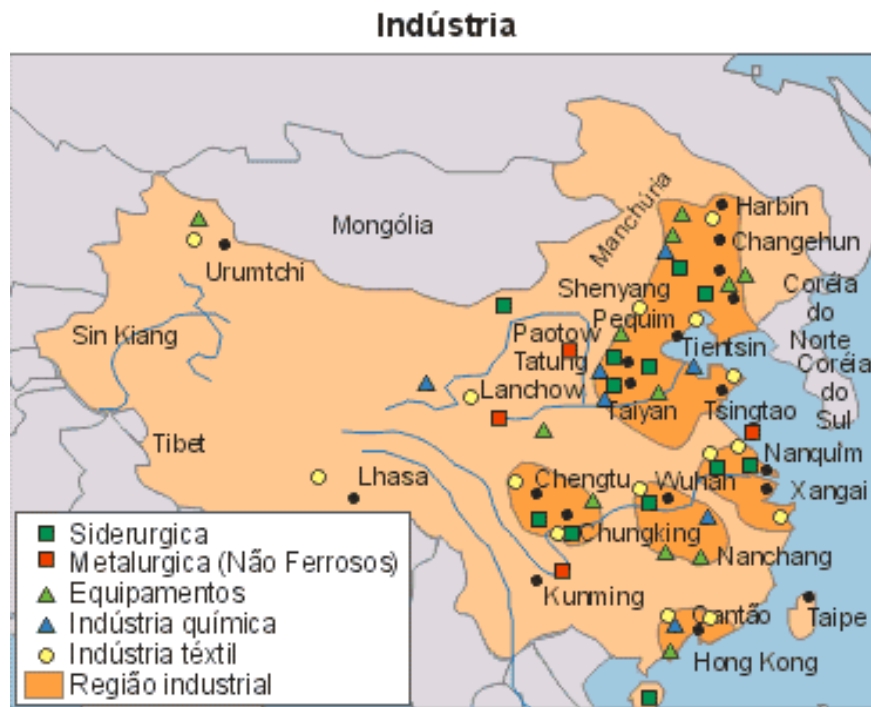 Indústria
Mongólia
Manchúria
Harbin
Changehun
Urumtchi
Shenyang
Coréia
do
Norte
Sin Kiang
Paotow
Pequim
Tatung
Tientsin
Coréia
do
Sul
Lanchow
Taiyan
Tsingtao
Tibet
Nanquim
Lhasa
Chengtu
Wuhan
Xangai
Chungking
Nanchang
Kunming
Cantão
Taipe
Hong Kong
Siderurgica
Metalurgica (Não Ferrosos)
Equipamentos
Indústria química
Indústria téxtil
Região industrial